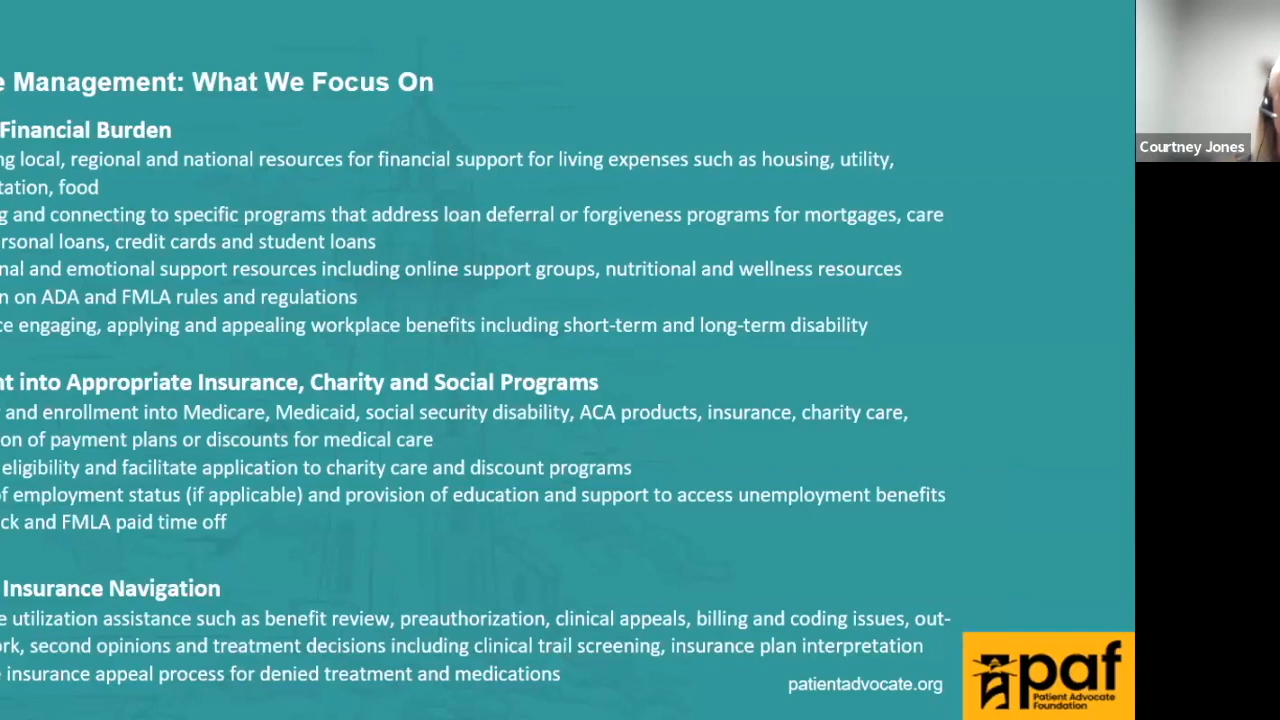 e Management: What We Focus On
Financial Burden
ng local, regional and national resources for financial support for living expenses such as housing, utility,
tation, food
g and connecting to specific programs that address loan deferral or forgiveness programs for mortgages, care
ersonal loans, credit cards and student loans
nal and emotional support resources including online support groups, nutritional and wellness resources
n on ADA and FMLA rules and regulations
ce engaging, applying and appealing workplace benefits including short-term and long-term disability
nt into Appropriate Insurance, Charity and Social Programs
and enrollment into Medicare, Medicaid, social security disability, ACA products, insurance, charity care,
on of payment plans or discounts for medical care
eligibility and facilitate application to charity care and discount programs
of employment status (if applicable) and provision of education and support to access unemployment benefits
ck and FMLA paid time off
Insurance Navigation
e utilization assistance such as benefit review, preauthorization, clinical appeals, billing and coding issues, out-
rk, second opinions and treatment decisions including clinical trail screening, insurance plan interpretation
e insurance appeal process for denied treatment and medications
patientadvocate.org
paf
Patient Advocate
Foundation
Courtney Jones